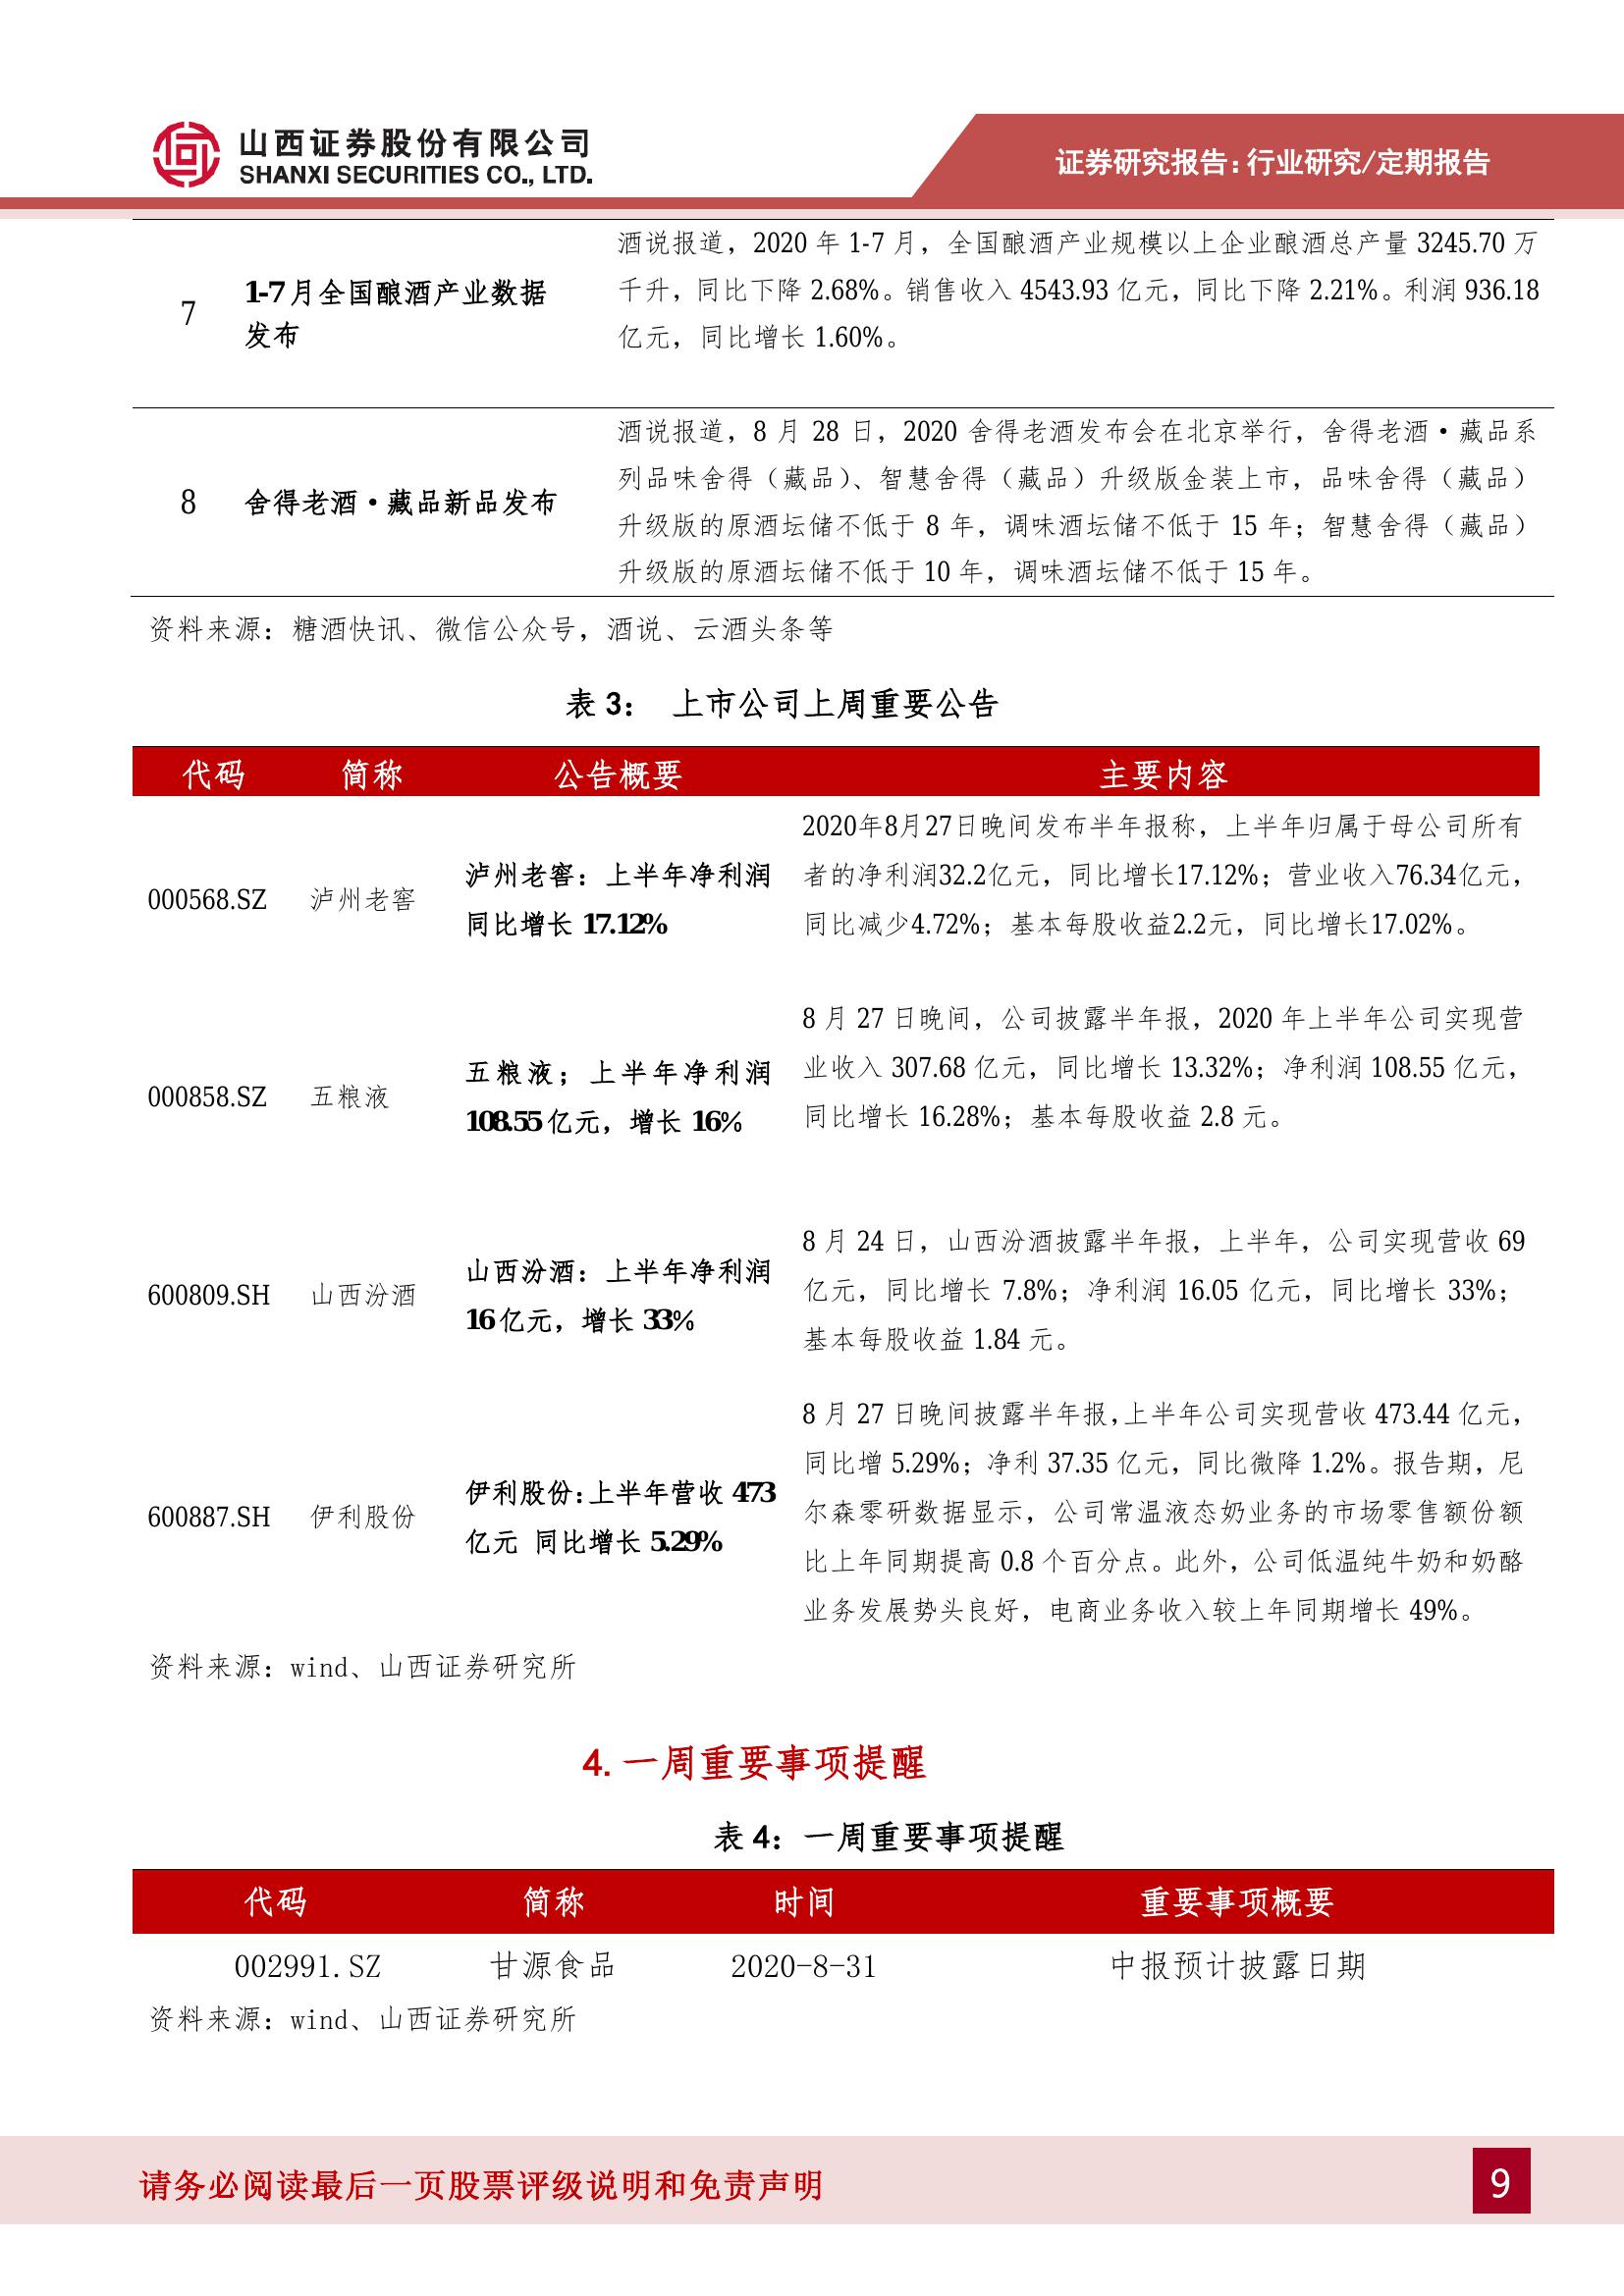 山西证券股份有限公司
SHANXI SECURITIES CO., LTD.
证券研究报告：行业研究/定期报告
7
1-7 月全国酿酒产业数据
发布
酒说报道，2020 年 1-7 月，全国酿酒产业规模以上企业酿酒总产量 3245.70 万
千升，同比下降 2.68%。销售收入 4543.93 亿元，同比下降 2.21%。利润 936.18
亿元，同比增长 1.60%。
8
舍得老酒·藏品新品发布
酒说报道，8 月 28 日，2020 舍得老酒发布会在北京举行，舍得老酒·藏品系
列品味舍得（藏品）、智慧舍得（藏品）升级版金装上市，品味舍得（藏品）
升级版的原酒坛储不低于 8 年，调味酒坛储不低于 15 年；智慧舍得（藏品）
升级版的原酒坛储不低于 10 年，调味酒坛储不低于 15 年。
资料来源：糖酒快讯、微信公众号，酒说、云酒头条等
表 3： 上市公司上周重要公告
代码 简称 公告概要 主要内容
000568.SZ 泸州老窖
泸州老窖：上半年净利润
同比增长 17.12%
2020年8月27日晚间发布半年报称，上半年归属于母公司所有
者的净利润32.2亿元，同比增长17.12%；营业收入76.34亿元，
同比减少4.72%；基本每股收益2.2元，同比增长17.02%。
000858.SZ 五粮液
五粮液；上半年净利润
108.55 亿元，增长 16%
8 月 27 日晚间，公司披露半年报，2020 年上半年公司实现营
业收入 307.68 亿元，同比增长 13.32%；净利润 108.55 亿元，
同比增长 16.28%；基本每股收益 2.8 元。
600809.SH 山西汾酒
山西汾酒：上半年净利润
16 亿元，增长 33%
8 月 24 日，山西汾酒披露半年报，上半年，公司实现营收 69
亿元，同比增长 7.8%；净利润 16.05 亿元，同比增长 33%；
基本每股收益 1.84 元。
600887.SH 伊利股份
伊利股份：上半年营收 473
亿元 同比增长 5.29%
8 月 27 日晚间披露半年报，上半年公司实现营收 473.44 亿元，
同比增 5.29%；净利 37.35 亿元，同比微降 1.2%。报告期，尼
尔森零研数据显示，公司常温液态奶业务的市场零售额份额
比上年同期提高 0.8 个百分点。此外，公司低温纯牛奶和奶酪
业务发展势头良好，电商业务收入较上年同期增长 49%。
资料来源：wind、山西证券研究所
4. 一周重要事项提醒
表 4：一周重要事项提醒
代码 简称 时间 重要事项概要
002991.SZ 甘源食品 2020-8-31 中报预计披露日期
资料来源：wind、山西证券研究所
请务必阅读最后一页股票评级说明和免责声明
9